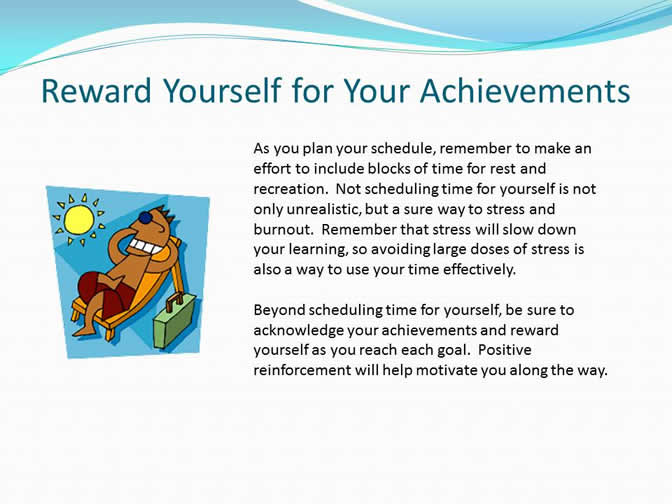 Reward Yourself for Your Achievements
As you plan your schedule, remember to make an
effort to include blocks of time for rest and
recreation.  Not scheduling time for yourself is not
only unrealistic, but a sure way to stress and
burnout.  Remember that stress will slow down
your learning, so avoiding large doses of stress is
also a way to use your time effectively.
Beyond scheduling time for yourself, be sure to
acknowledge your achievements and reward
yourself as you reach each goal.  Positive
reinforcement will help motivate you along the way.